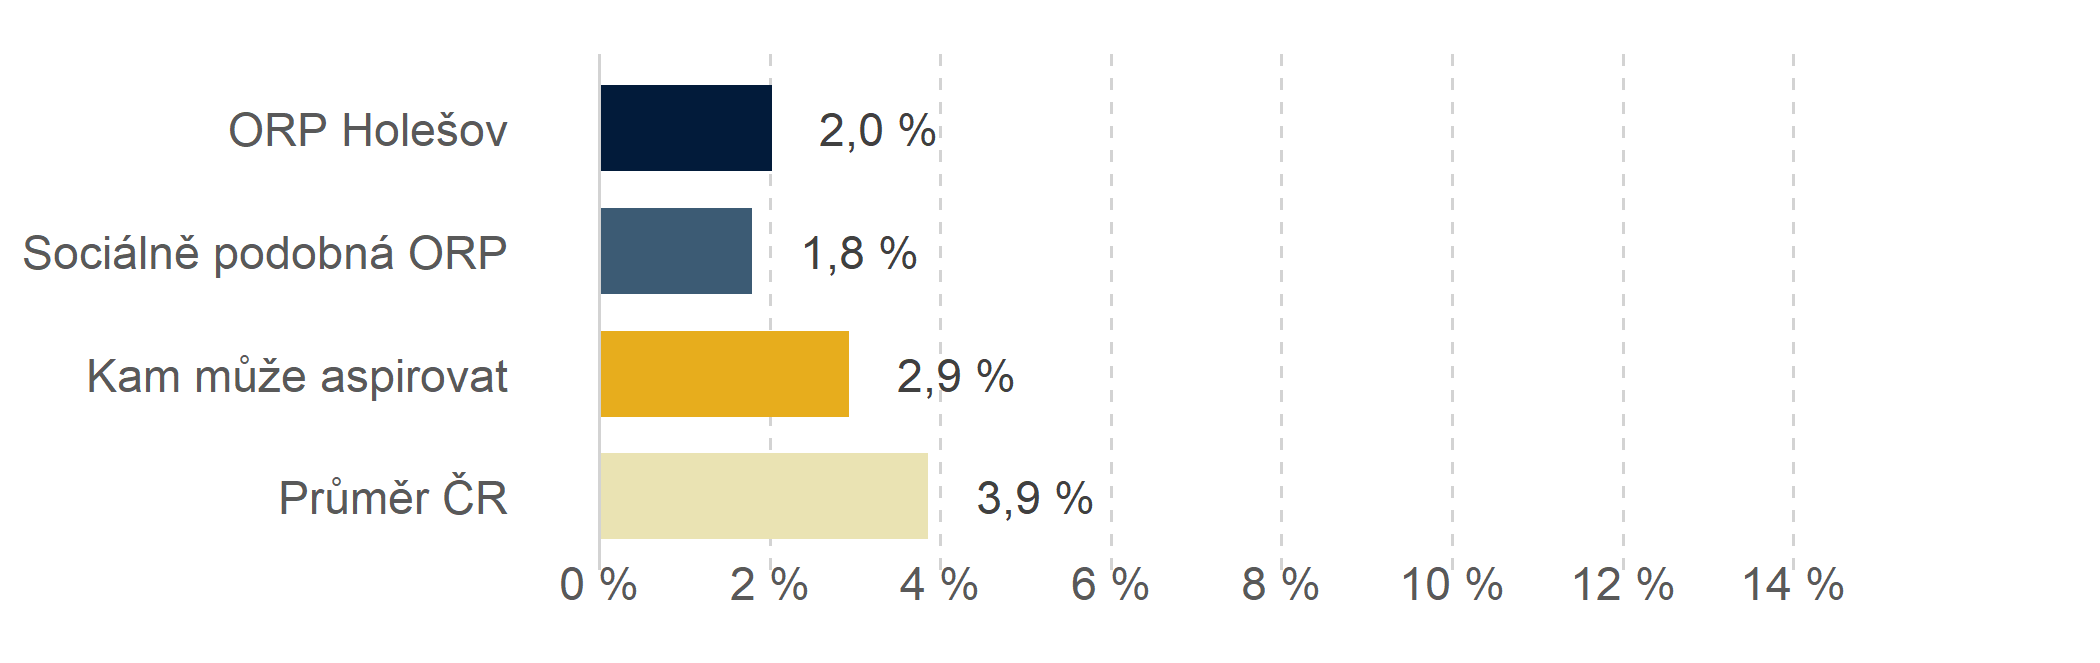 ORP Holešov 2,0 %
Sociálně podobná ORP 1,8 %
Kam může aspirovat 2,9 %
Průměr ČR 3,9 %
0 % 2 % 4 % 6 % 8 % 10 % 12 % 14 %